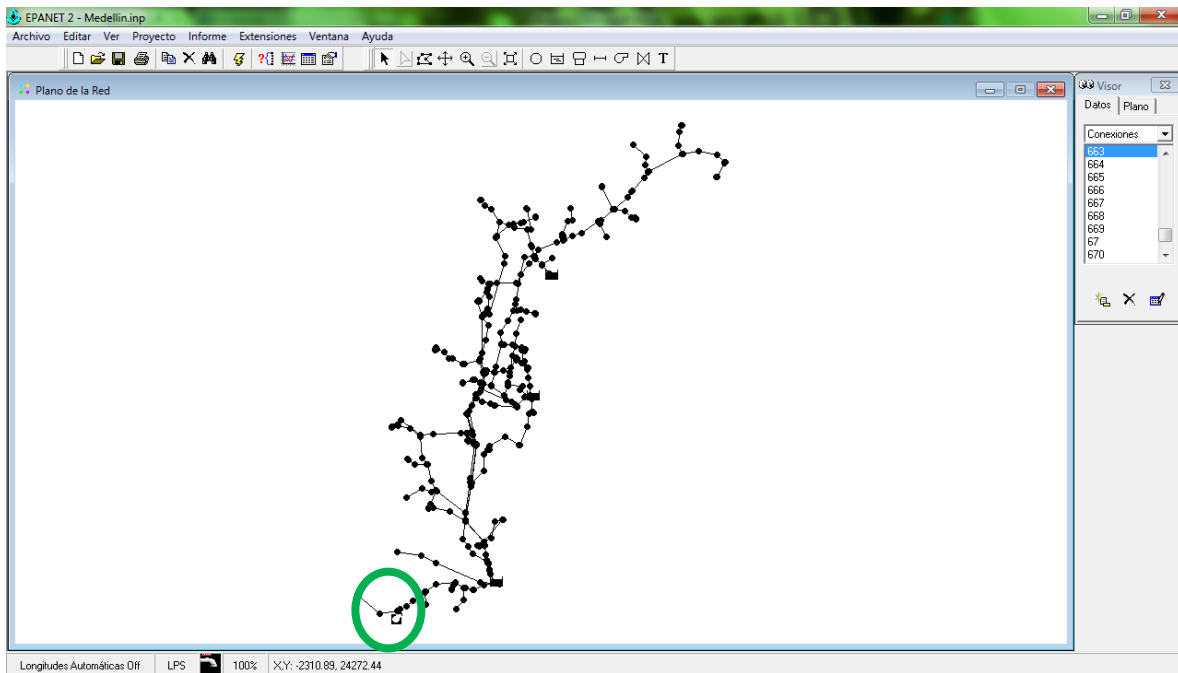 EPANET 2 - Medellin.inp
Archivo Editar Ver Proyecto Informe Extensiones Ventana Ayuda
T
Plano de la Red
Visor
Datos Plano
Conexiones
663
664
665
666
667
668
669
67
670
Longitudes Automáticas Off LPS 100% X,Y: -2310.89, 24272.44